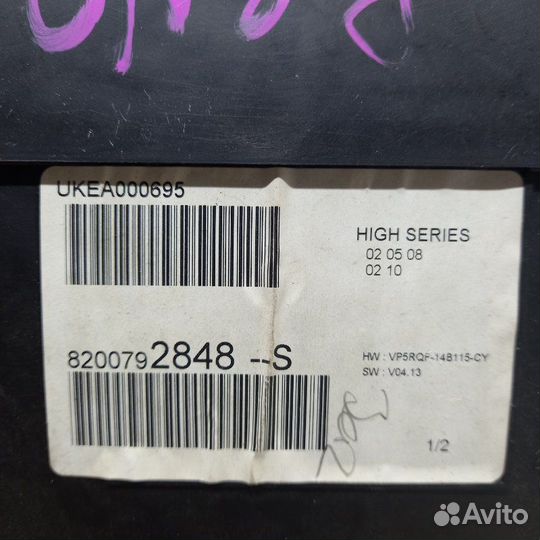 UKEA000695
HIGH SERIES
02 05 08
02 10
8200792848 --S
HW : VP5RQF-14B115-CY
SW : V04.13
1/2
Avito